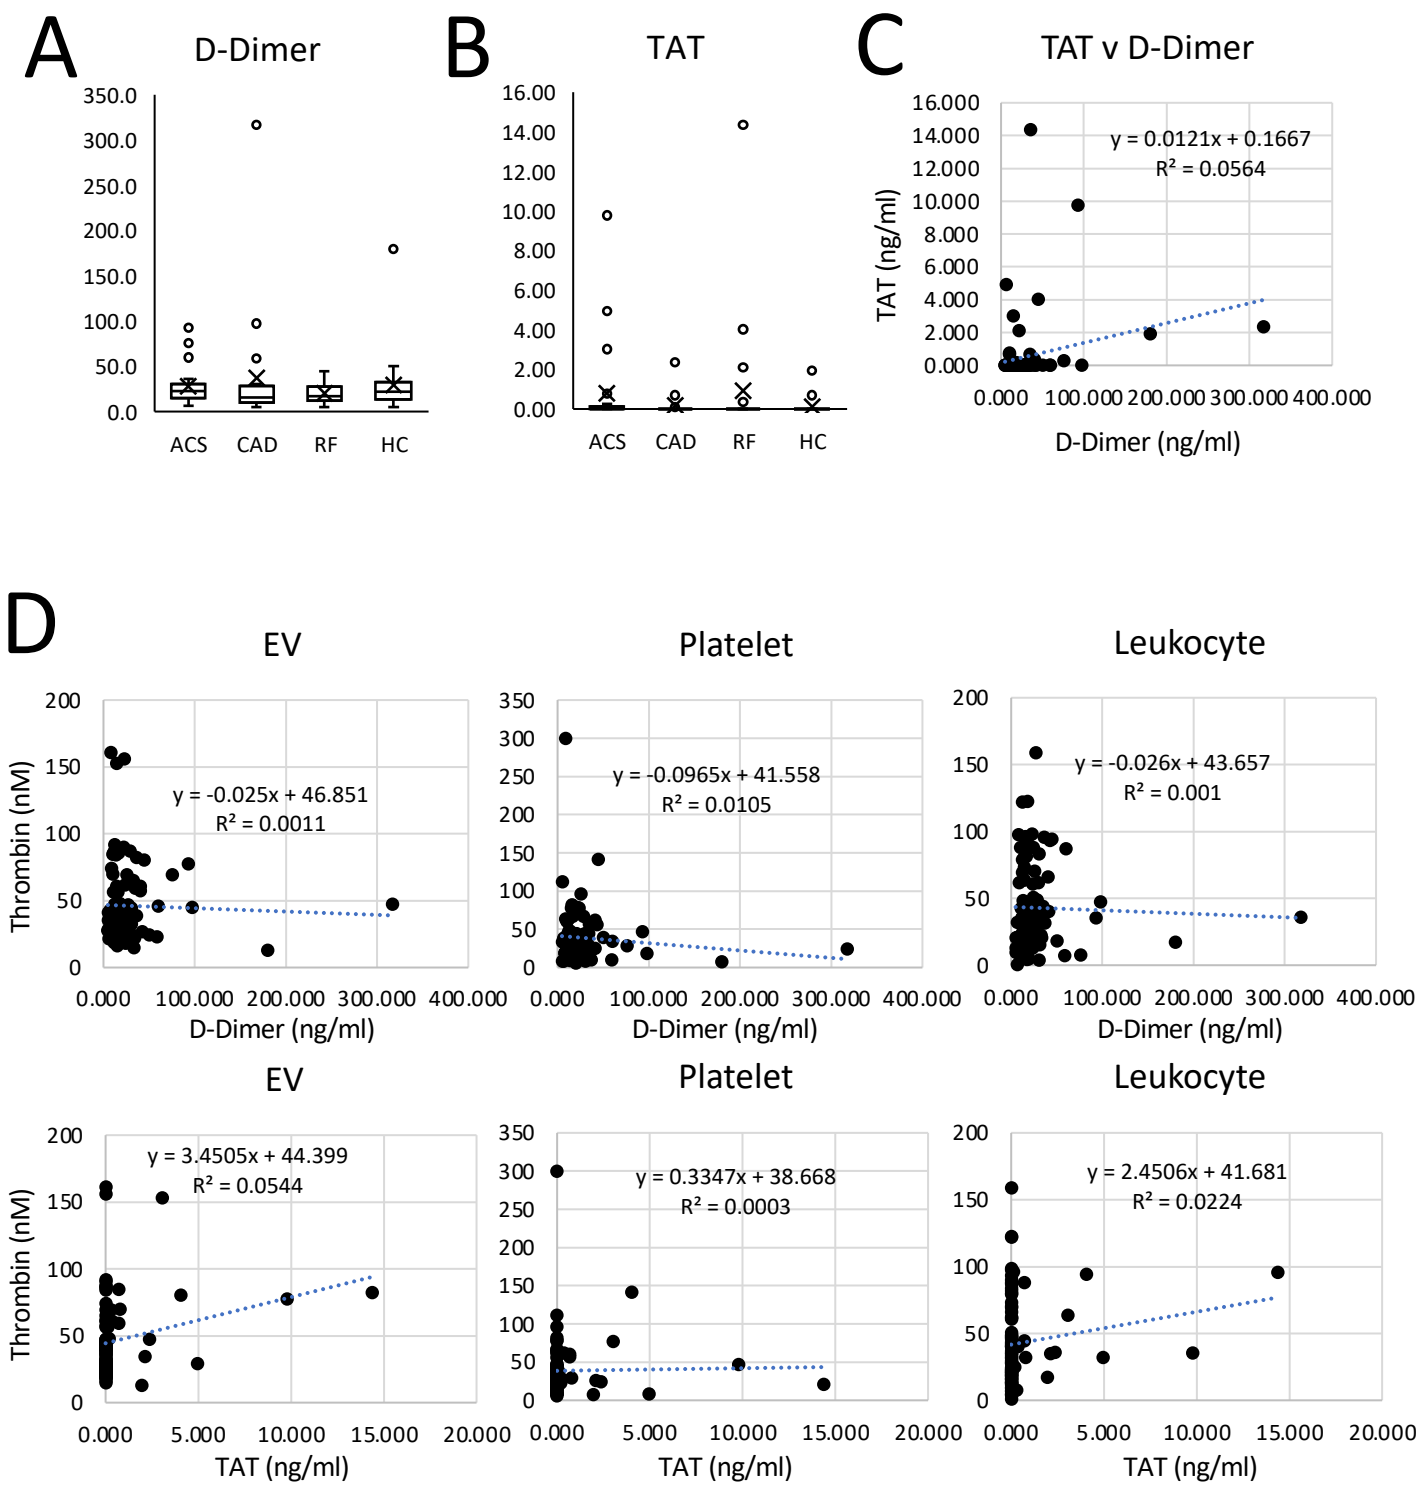 A
D-Dimer
350.0
300.0
250.0
200.0
150.0
100.0
50.0
0.0
ACS CAD RF HC
B
TAT
16.00
14.00
12.00
10.00
8.00
6.00
4.00
2.00
0.00
ACS CAD RF HC
C
TAT v D-Dimer
TAT (ng/ml)
16.000
14.000
12.000
10.000
8.000
6.000
4.000
2.000
0.000
y = 0.0121x + 0.1667
R² = 0.0564
0.000 100.000 200.000 300.000 400.000
D-Dimer (ng/ml)
D
EV
Thrombin (nM)
200
150
100
50
0
y = -0.025x + 46.851
R² = 0.0011
0.000 100.000 200.000 300.000 400.000
D-Dimer (ng/ml)
Platelet
350
300
250
200
150
100
50
0
y = -0.0965x + 41.558
R² = 0.0105
0.000 100.000 200.000 300.000 400.000
D-Dimer (ng/ml)
Leukocyte
200
150
100
50
0
y = -0.026x + 43.657
R² = 0.001
0.000 100.000 200.000 300.000 400.000
D-Dimer (ng/ml)
EV
Thrombin (nM)
200
150
100
50
0
y = 3.4505x + 44.399
R² = 0.0544
0.000 5.000 10.000 15.000 20.000
TAT (ng/ml)
Platelet
350
300
250
200
150
100
50
0
y = 0.3347x + 38.668
R² = 0.0003
0.000 5.000 10.000 15.000 20.000
TAT (ng/ml)
Leukocyte
200
150
100
50
0
y = 2.4506x + 41.681
R² = 0.0224
0.000 5.000 10.000 15.000 20.000
TAT (ng/ml)